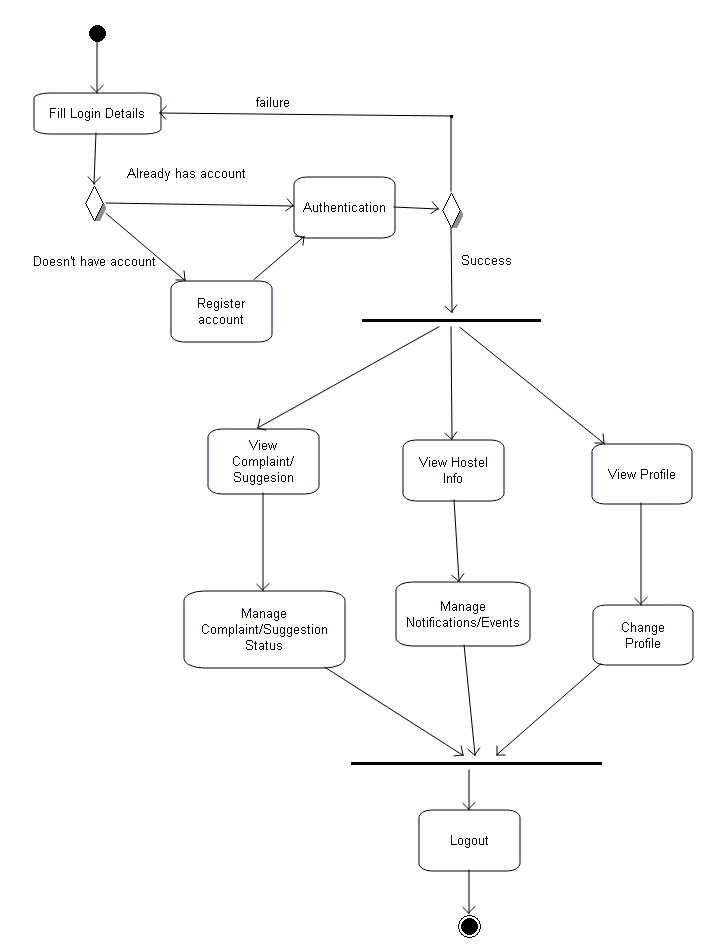 failure
Fill Login Details
Already has account
Authentication
Doesn't have account
Success
Register
account
View
Complaint/
Suggesion
View Hostel
Info
View Profile
Manage
Complaint/Suggestion
Status
Manage
Notifications/Events
Change
Profile
Logout